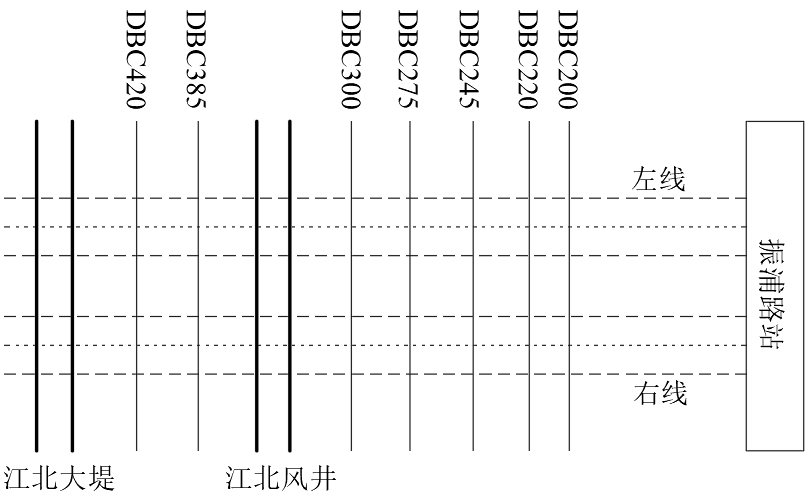 DBC420
DBC385
DBC300
DBC275
DBC245
DBC220
DBC200
左线
振浦路站
右线
江北大堤
江北风井